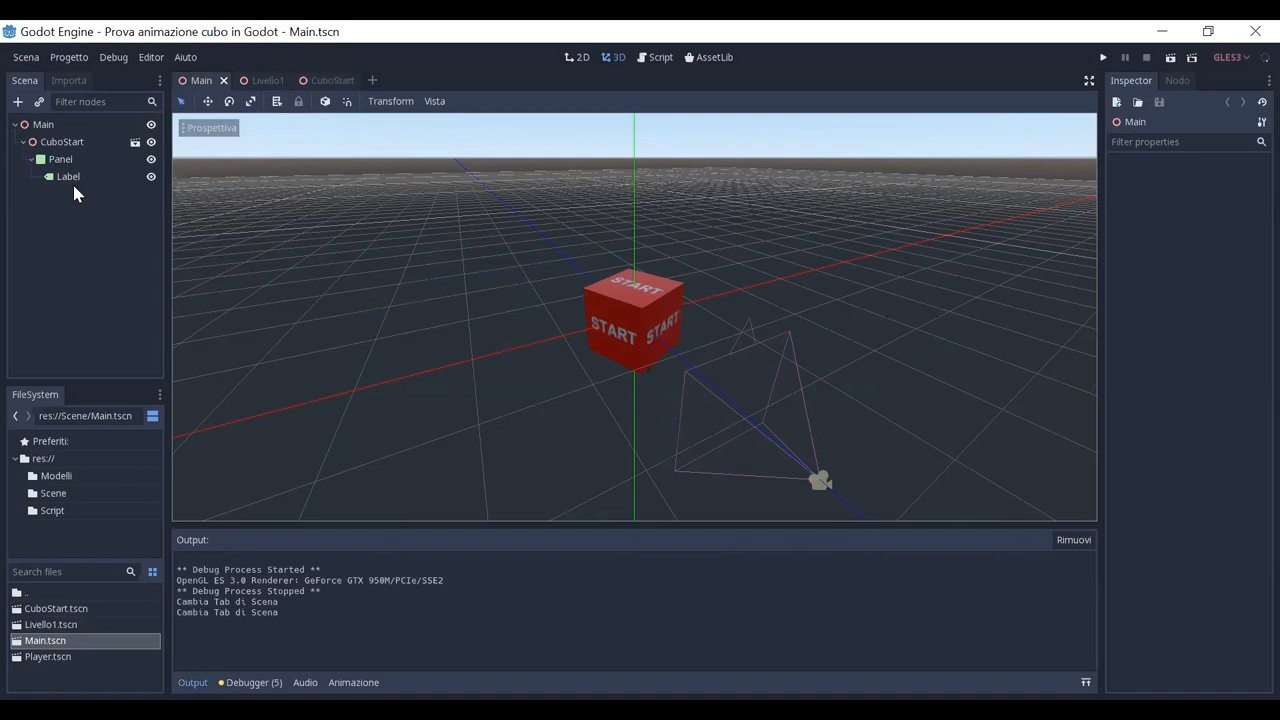 Godot Engine - Prova animazione cubo in Godot - Main.tscn
Scena Progetto Debug Editor Aiuto
2D 3D Script AssetLib
GLES3
Scena Importa
Main Livello1 CuboStart
Inspector Nodo
Filter nodes
Transform Vista
Main
CuboStart
Panel
Label
Prospettiva
Main
Filter properties
START
START START
FileSystem
res://Scene/Main.tscn
Preferiti:
res://
Modelli
Scene
Script
Search files
..
CuboStart.tscn
Livello1.tscn
Main.tscn
Player.tscn
Output:
Rimuovi
** Debug Process Started **
OpenGL ES 3.0 Renderer: GeForce GTX 950M/PCIe/SSE2
** Debug Process Stopped **
Cambia Tab di Scena
Cambia Tab di Scena
Output Debugger (5) Audio Animazione